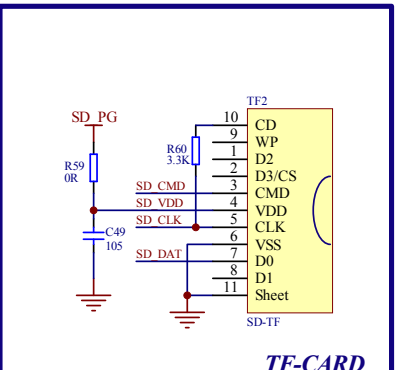 TF2
SD_PG
10 CD
R60
3.3K
9 WP
1 D2
R59
0R
2 D3/CS
SD_CMD 3 CMD
SD_VDD 4 VDD
SD_CLK 5 CLK
C49
105
6 VSS
SD_DAT 7 D0
8 D1
11 Sheet
SD-TF
TF-CARD